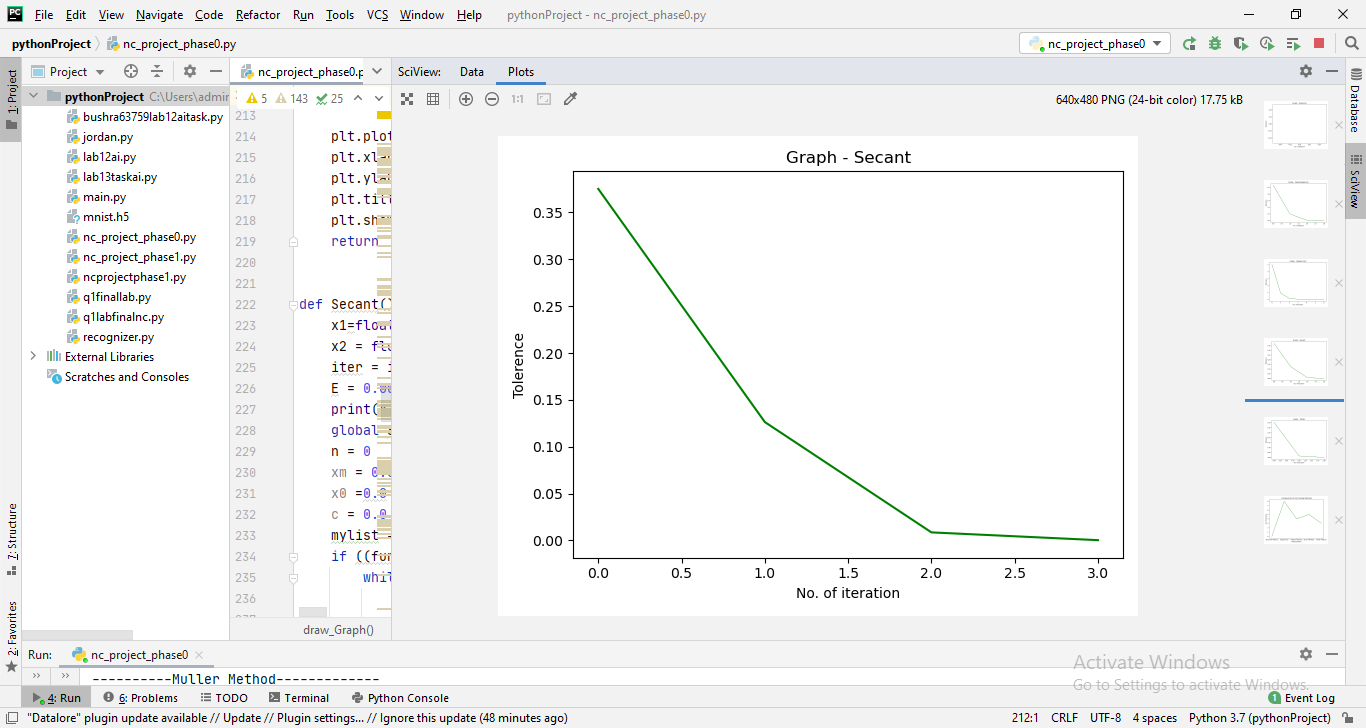 File Edit View Navigate Code Refactor Run Tools VCS Window Help pythonProject - nc_project_phase0.py
pythonProject nc_project_phase0.py nc_project_phase0
1: Project
Project
nc_project_phase0.p
SciView: Data Plots
pythonProject C:\Users\admin
bushra63759lab12aitask.py
jordan.py
lab12ai.py
lab13taskai.py
main.py
mnist.h5
nc_project_phase0.py
nc_project_phase1.py
ncprojectphase1.py
q1finallab.py
q1labfinalnc.py
recognizer.py
External Libraries
Scratches and Consoles
5 143 25
213
214 plt.plot
215 plt.xla
216 plt.yla
217 plt.tit
218 plt.sh
219 return
220
221
222 def Secant()
223 x1=float
224 x2 = flo
225 iter = i
226 E = 0.00
227 print(
228 global
229 n = 0
230 xm = 0.
231 x0 =0.0
232 c = 0.0
233 mylist =
234 if ((fun
235 whil
236
draw_Graph()
1:1 640x480 PNG (24-bit color) 17.75 kB
Graph - Secant
Tolerence
0.35
0.30
0.25
0.20
0.15
0.10
0.05
0.00
0.0 0.5 1.0 1.5 2.0 2.5 3.0
No. of iteration
Database
SciView
7: Structure
2: Favorites
Run: nc_project_phase0
----------Muller Method-------------
Activate Windows
Go to Settings to activate Windows.
4: Run 6: Problems TODO Terminal Python Console 1 Event Log
"Datalore" plugin update available // Update // Plugin settings... // Ignore this update (48 minutes ago) 212:1 CRLF UTF-8 4 spaces Python 3.7 (pythonProject)